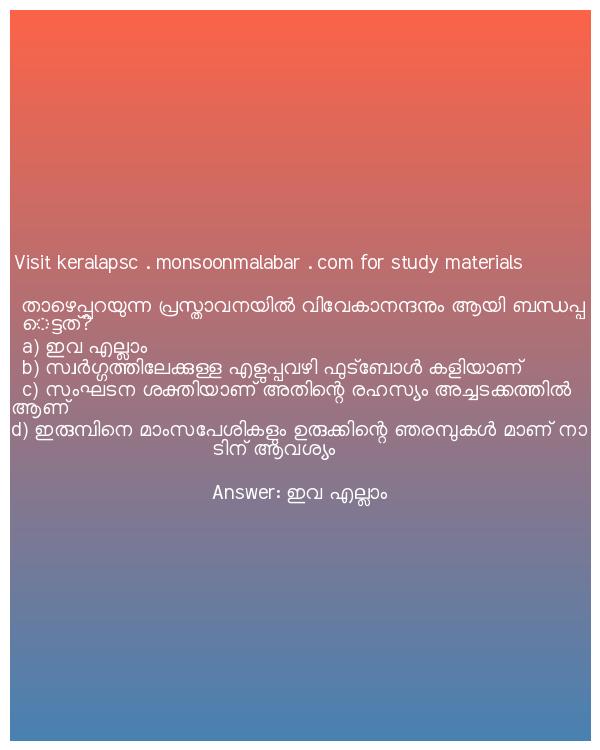 Visit keralapsc . monsoonmalabar . com for study materials
താഴെപ്പറയുന്ന പ്രസ്താവനയിൽ വിവേകാനന്ദനും ആയി ബന്ധപ്പ
െട്ടത്?
a) ഇവ എല്ലാം
b) സ്വർഗ്ഗത്തിലേക്കുള്ള എളുപ്പവഴി ഫുട്ബോൾ കളിയാണ്
c) സംഘടന ശക്തിയാണ് അതിന്റെ രഹസ്യം അച്ചടക്കത്തിൽ
ആണ്
d) ഇരുമ്പിനെ മാംസപേശികളും ഉരുക്കിന്റെ ഞരമ്പുകൾ മാണ് നാ
ടിന് ആവശ്യം
Answer: ഇവ എല്ലാം